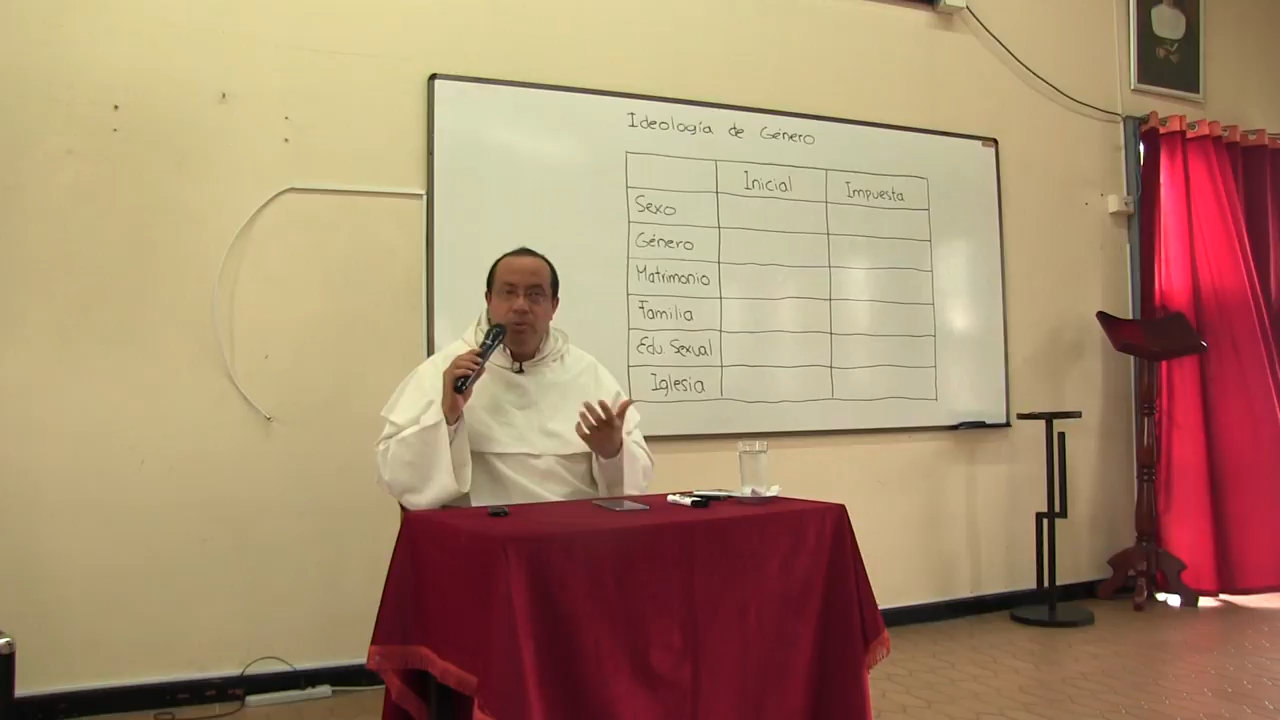 Ideología de Género
Inicial Impuesta
Sexo
Género
Matrimonio
Familia
Edu. Sexual
Iglesia